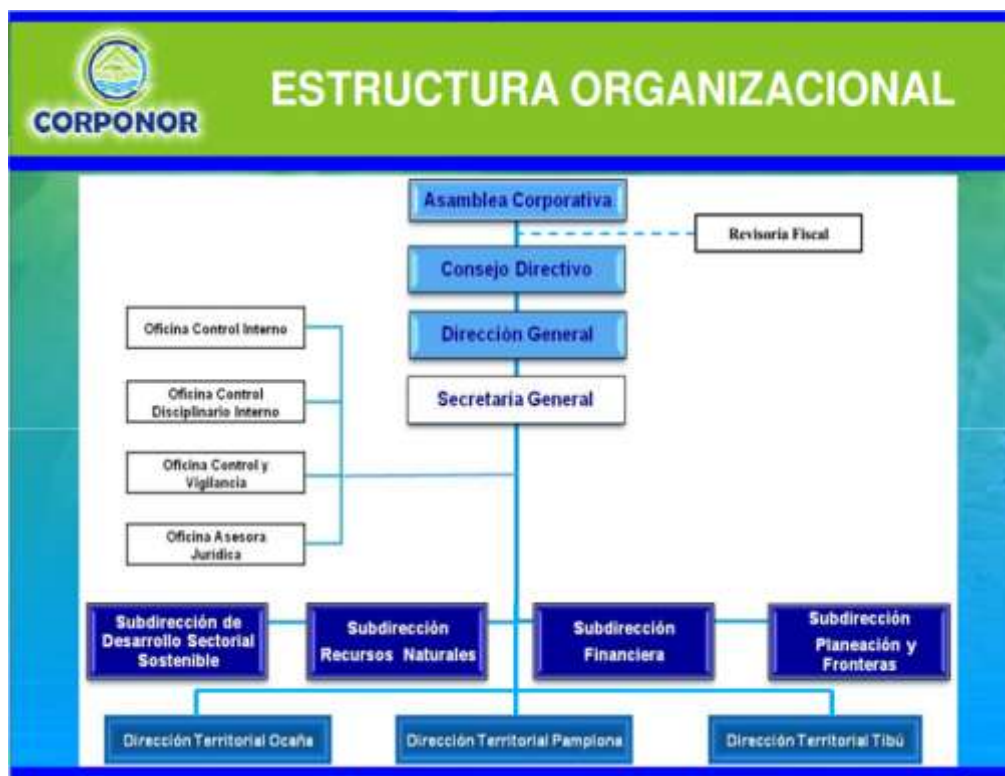 CORPONOR
ESTRUCTURA ORGANIZACIONAL
Asamblea Corporativa
Revisoría Fiscal
Consejo Directivo
Dirección General
Secretaria General
Oficina Control Interno
Oficina Control
Disciplinario Interno
Oficina Control y
Vigilancia
Oficina Asesora
Jurídica
Subdirección de
Desarrollo Sectorial
Sostenible
Subdirección
Recursos Naturales
Subdirección
Financiera
Subdirección
Planeación y
Fronteras
Dirección Territorial Ocaña
Dirección Territorial Pamplona
Dirección Territorial Tibú